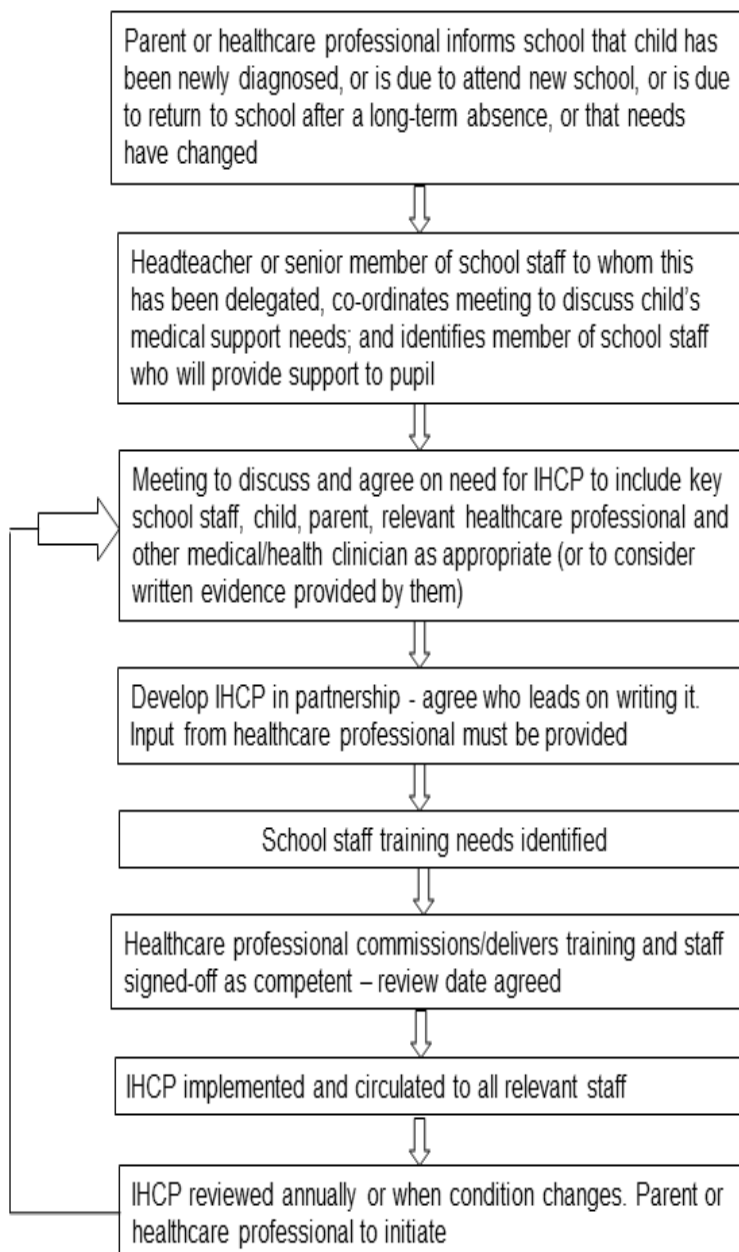 Parent or healthcare professional informs school that child has
been newly diagnosed, or is due to attend new school, or is due
to return to school after a long-term absence, or that needs
have changed
Headteacher or senior member of school staff to whom this
has been delegated, co-ordinates meeting to discuss child's
medical support needs; and identifies member of school staff
who will provide support to pupil
Meeting to discuss and agree on need for IHCP to include key
school staff, child, parent, relevant healthcare professional and
other medical/health clinician as appropriate (or to consider
written evidence provided by them)
Develop IHCP in partnership - agree who leads on writing it.
Input from healthcare professional must be provided
School staff training needs identified
Healthcare professional commissions/delivers training and staff
signed-off as competent – review date agreed
IHCP implemented and circulated to all relevant staff
IHCP reviewed annually or when condition changes. Parent or
healthcare professional to initiate